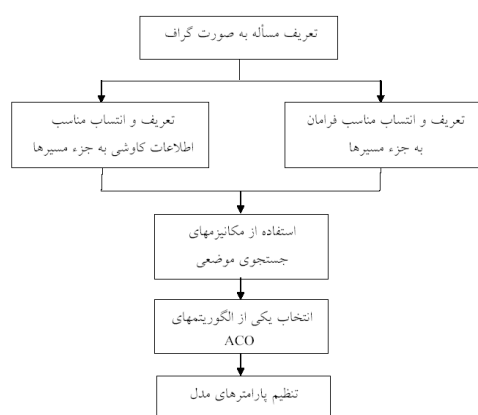 تعریف مسأله به صورت گراف
تعریف و انتساب مناسب فرامان
به جزء مسیرها
تعریف و انتساب مناسب
اطلاعات کاوشی به جزء مسیرها
استفاده از مکانیزمهای
جستجوی موضعی
انتخاب یکی از الگوریتمهای
ACO
تنظیم پارامترهای مدل